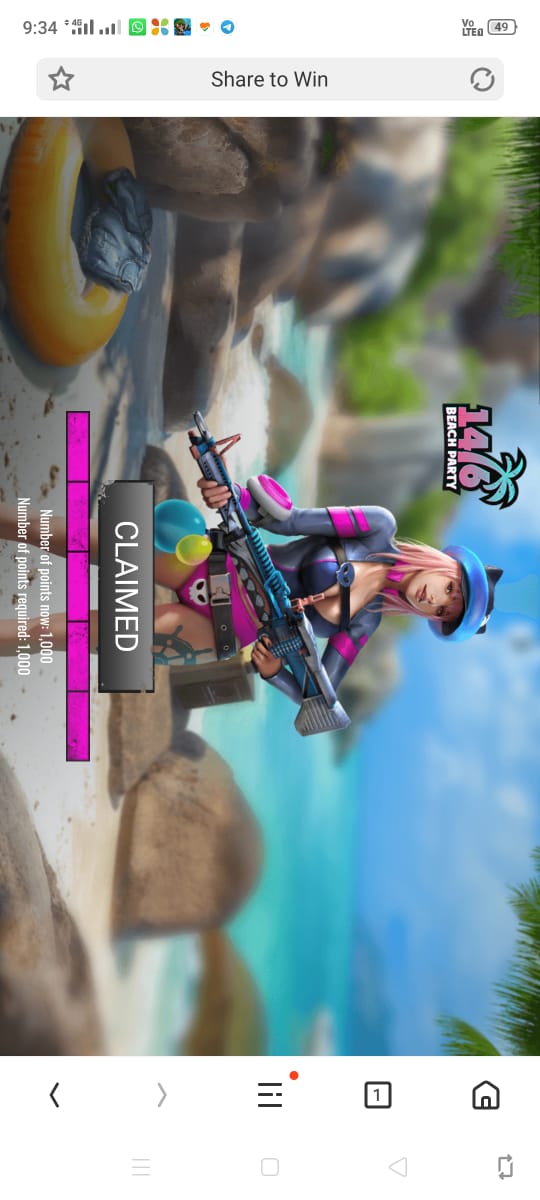 9:34
4G
Vo
LTE
49
Share to Win
14/6
BEACH PARTY
CLAIMED
Number of points now: 1,000
Number of points required: 1,000
1